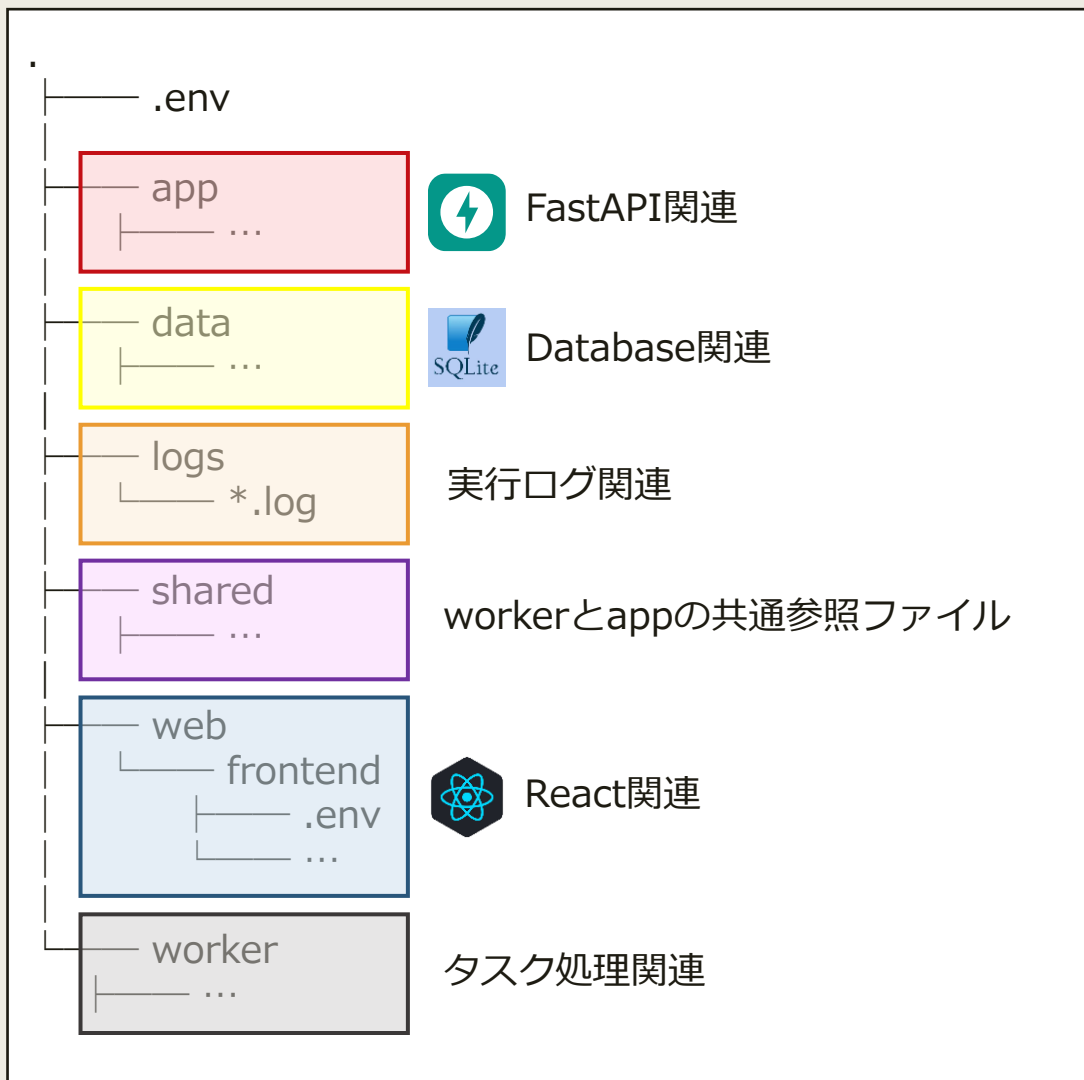 .
├── .env
├── app
├── …
FastAPI関連
├── data
├── …
SQLite
Database関連
├── logs
└── *.log
実行ログ関連
├── shared
├── …
workerとappの共通参照ファイル
├── web
└── frontend
├── .env
└── …
React関連
└── worker
├── …
タスク処理関連